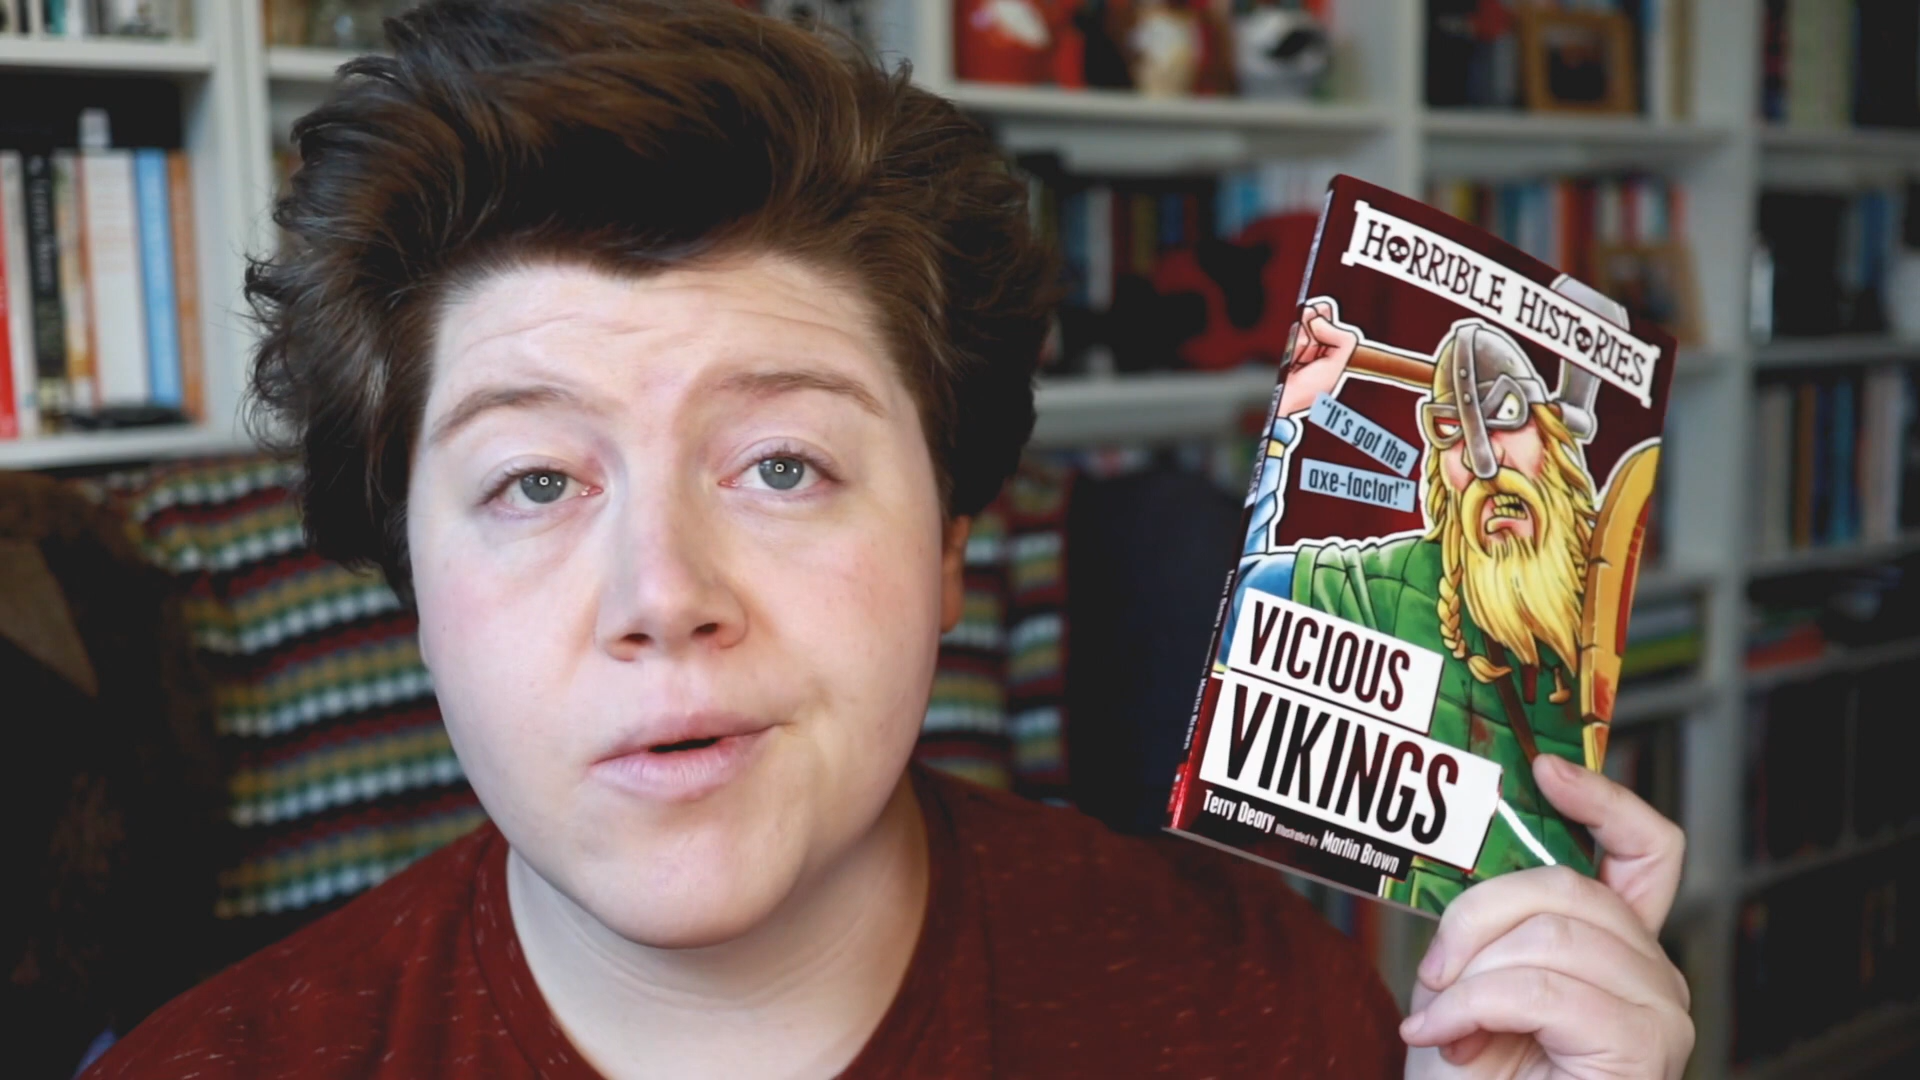 HORRIBLE HISTORIES
"It's got the
axe-factor!"
VICIOUS
VIKINGS
Terry Deary illustrated by Martin Brown